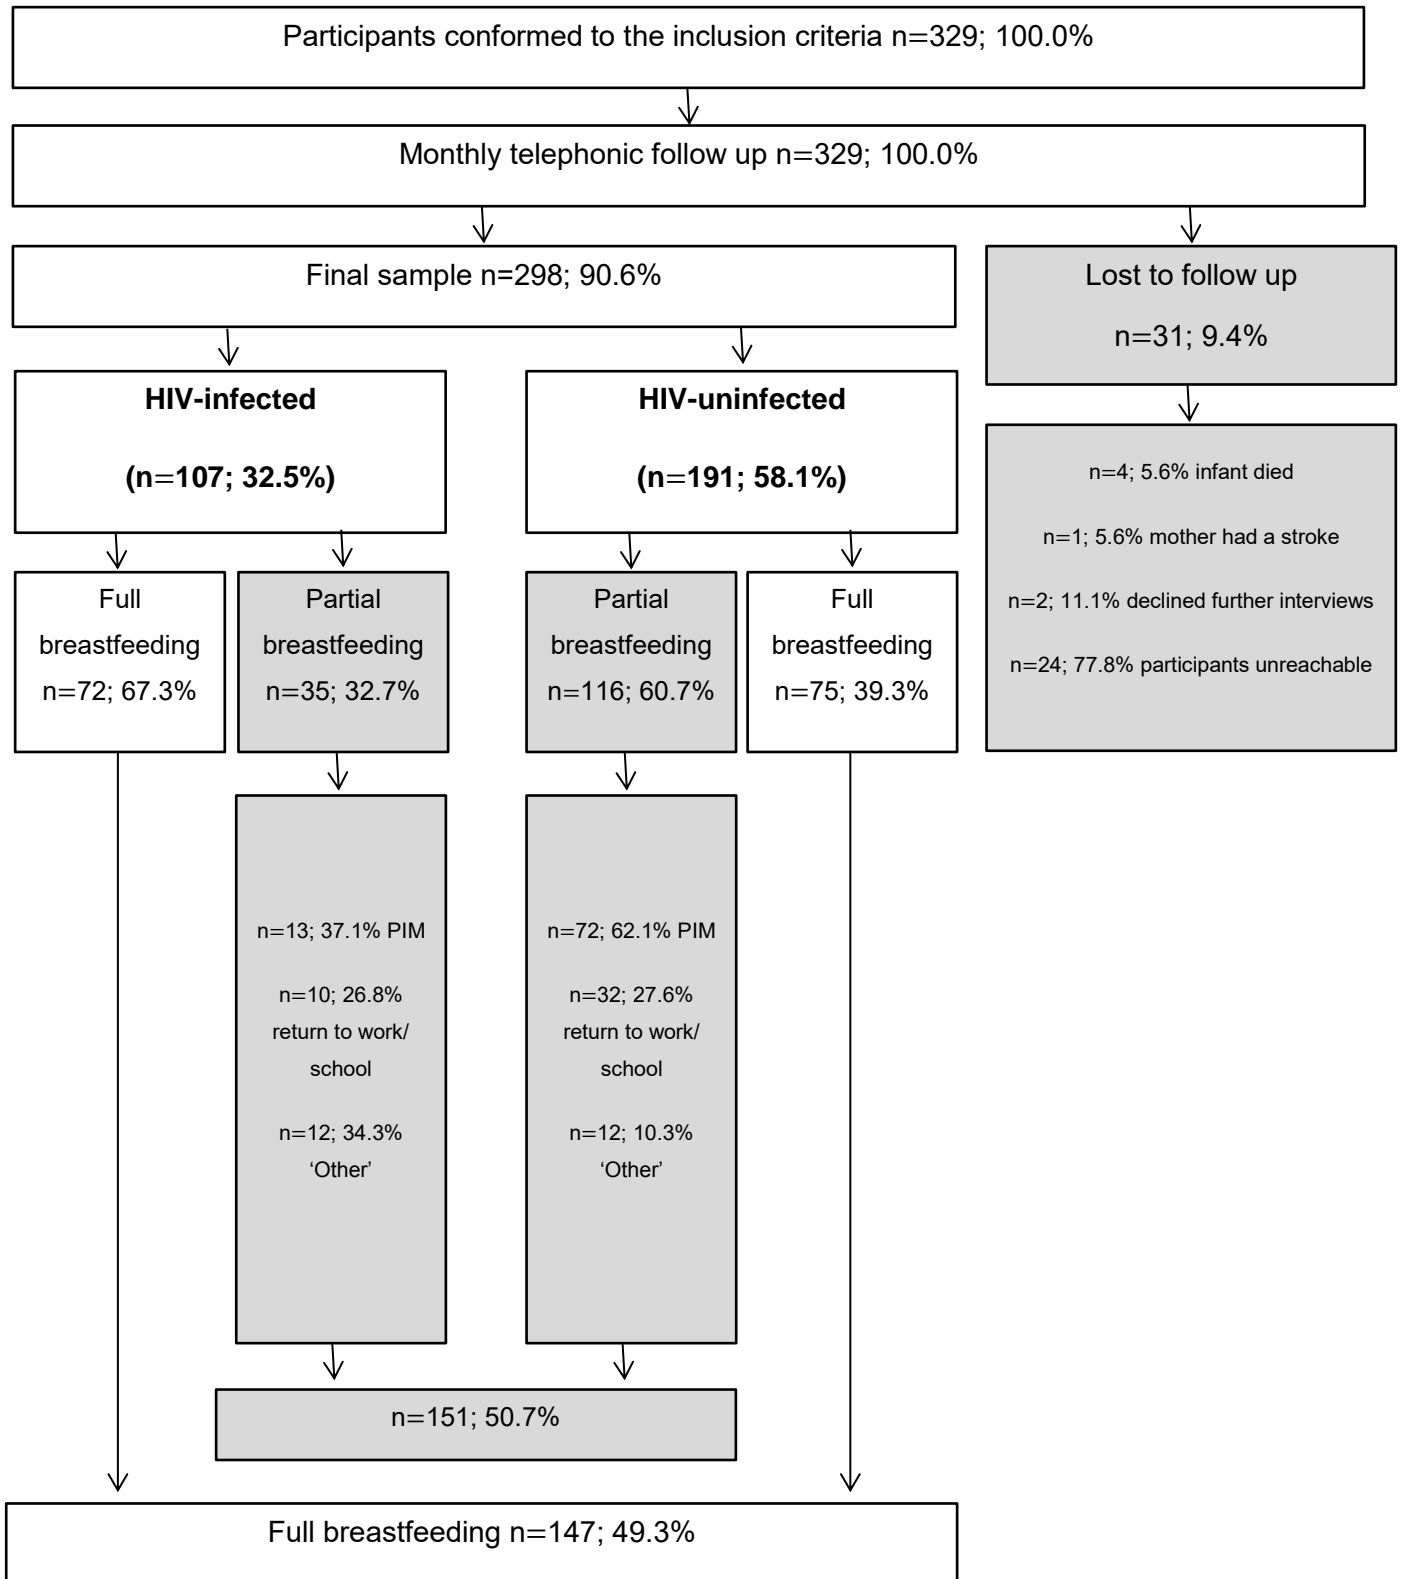 Participants conformed to the inclusion criteria n=329; 100.0%
Monthly telephonic follow up n=329; 100.0%
Final sample n=298; 90.6%
Lost to follow up
n=31; 9.4%
HIV-infected
(n=107; 32.5%)
HIV-uninfected
(n=191; 58.1%)
n=4; 5.6% infant died
n=1; 5.6% mother had a stroke
n=2; 11.1% declined further interviews
n=24; 77.8% participants unreachable
Full
breastfeeding
n=72; 67.3%
Partial
breastfeeding
n=35; 32.7%
Partial
breastfeeding
n=116; 60.7%
Full
breastfeeding
n=75; 39.3%
n=13; 37.1% PIM
n=10; 26.8%
return to work/
school
n=12; 34.3%
‘Other’
n=72; 62.1% PIM
n=32; 27.6%
return to work/
school
n=12; 10.3%
‘Other’
n=151; 50.7%
Full breastfeeding n=147; 49.3%